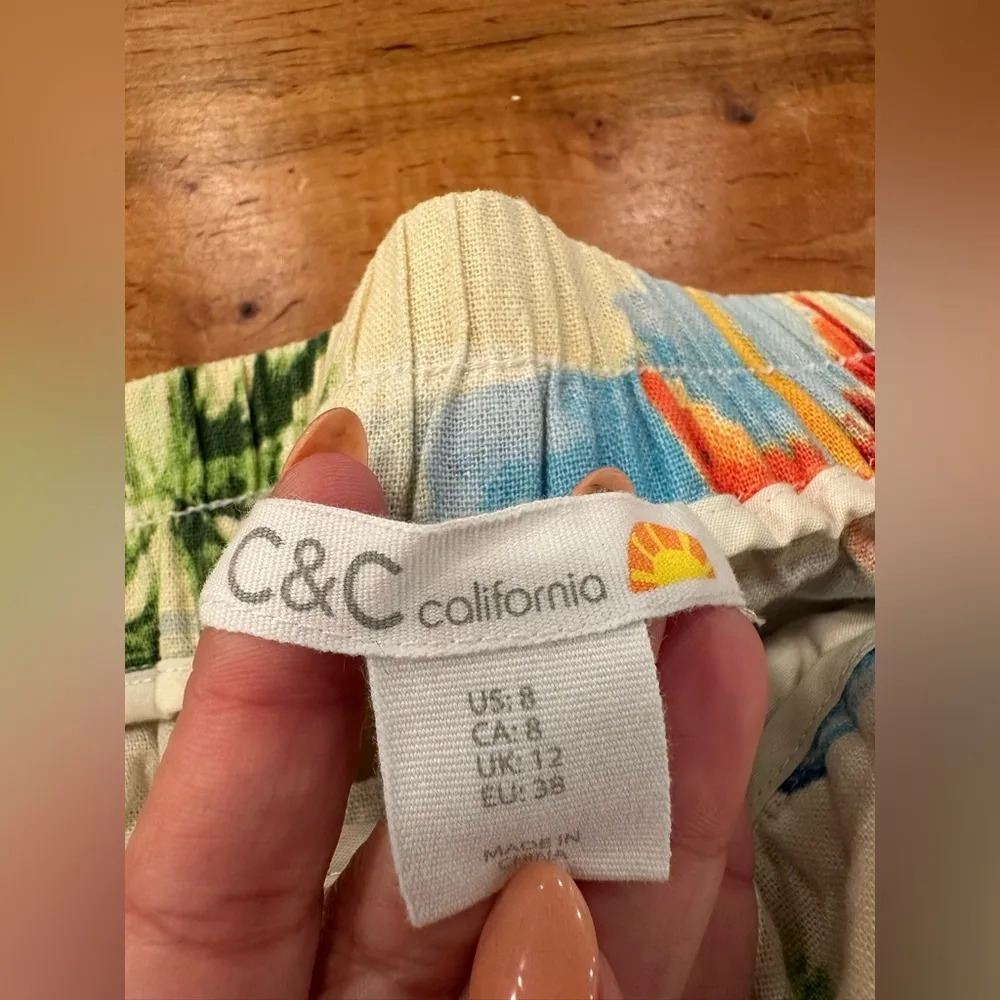 C&C california
US: 8
CA: 8
UK: 12
EU: 38
MADE IN
CHINA